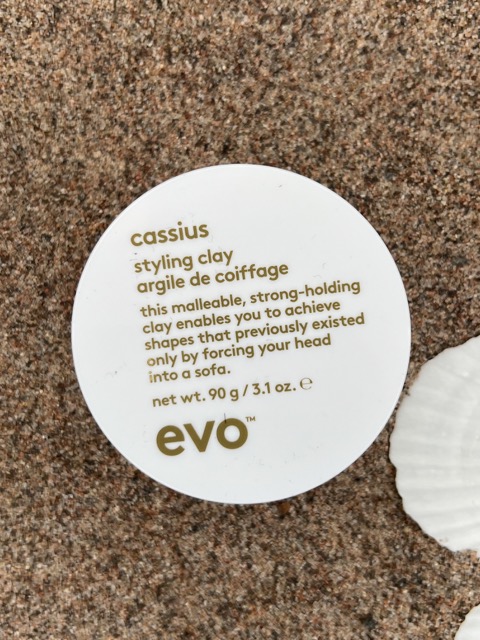 cassius
styling clay
argile de coiffage
this malleable, strong-holding
clay enables you to achieve
shapes that previously existed
only by forcing your head
into a sofa.
net wt. 90 g / 3.1 oz. ℮
evo™